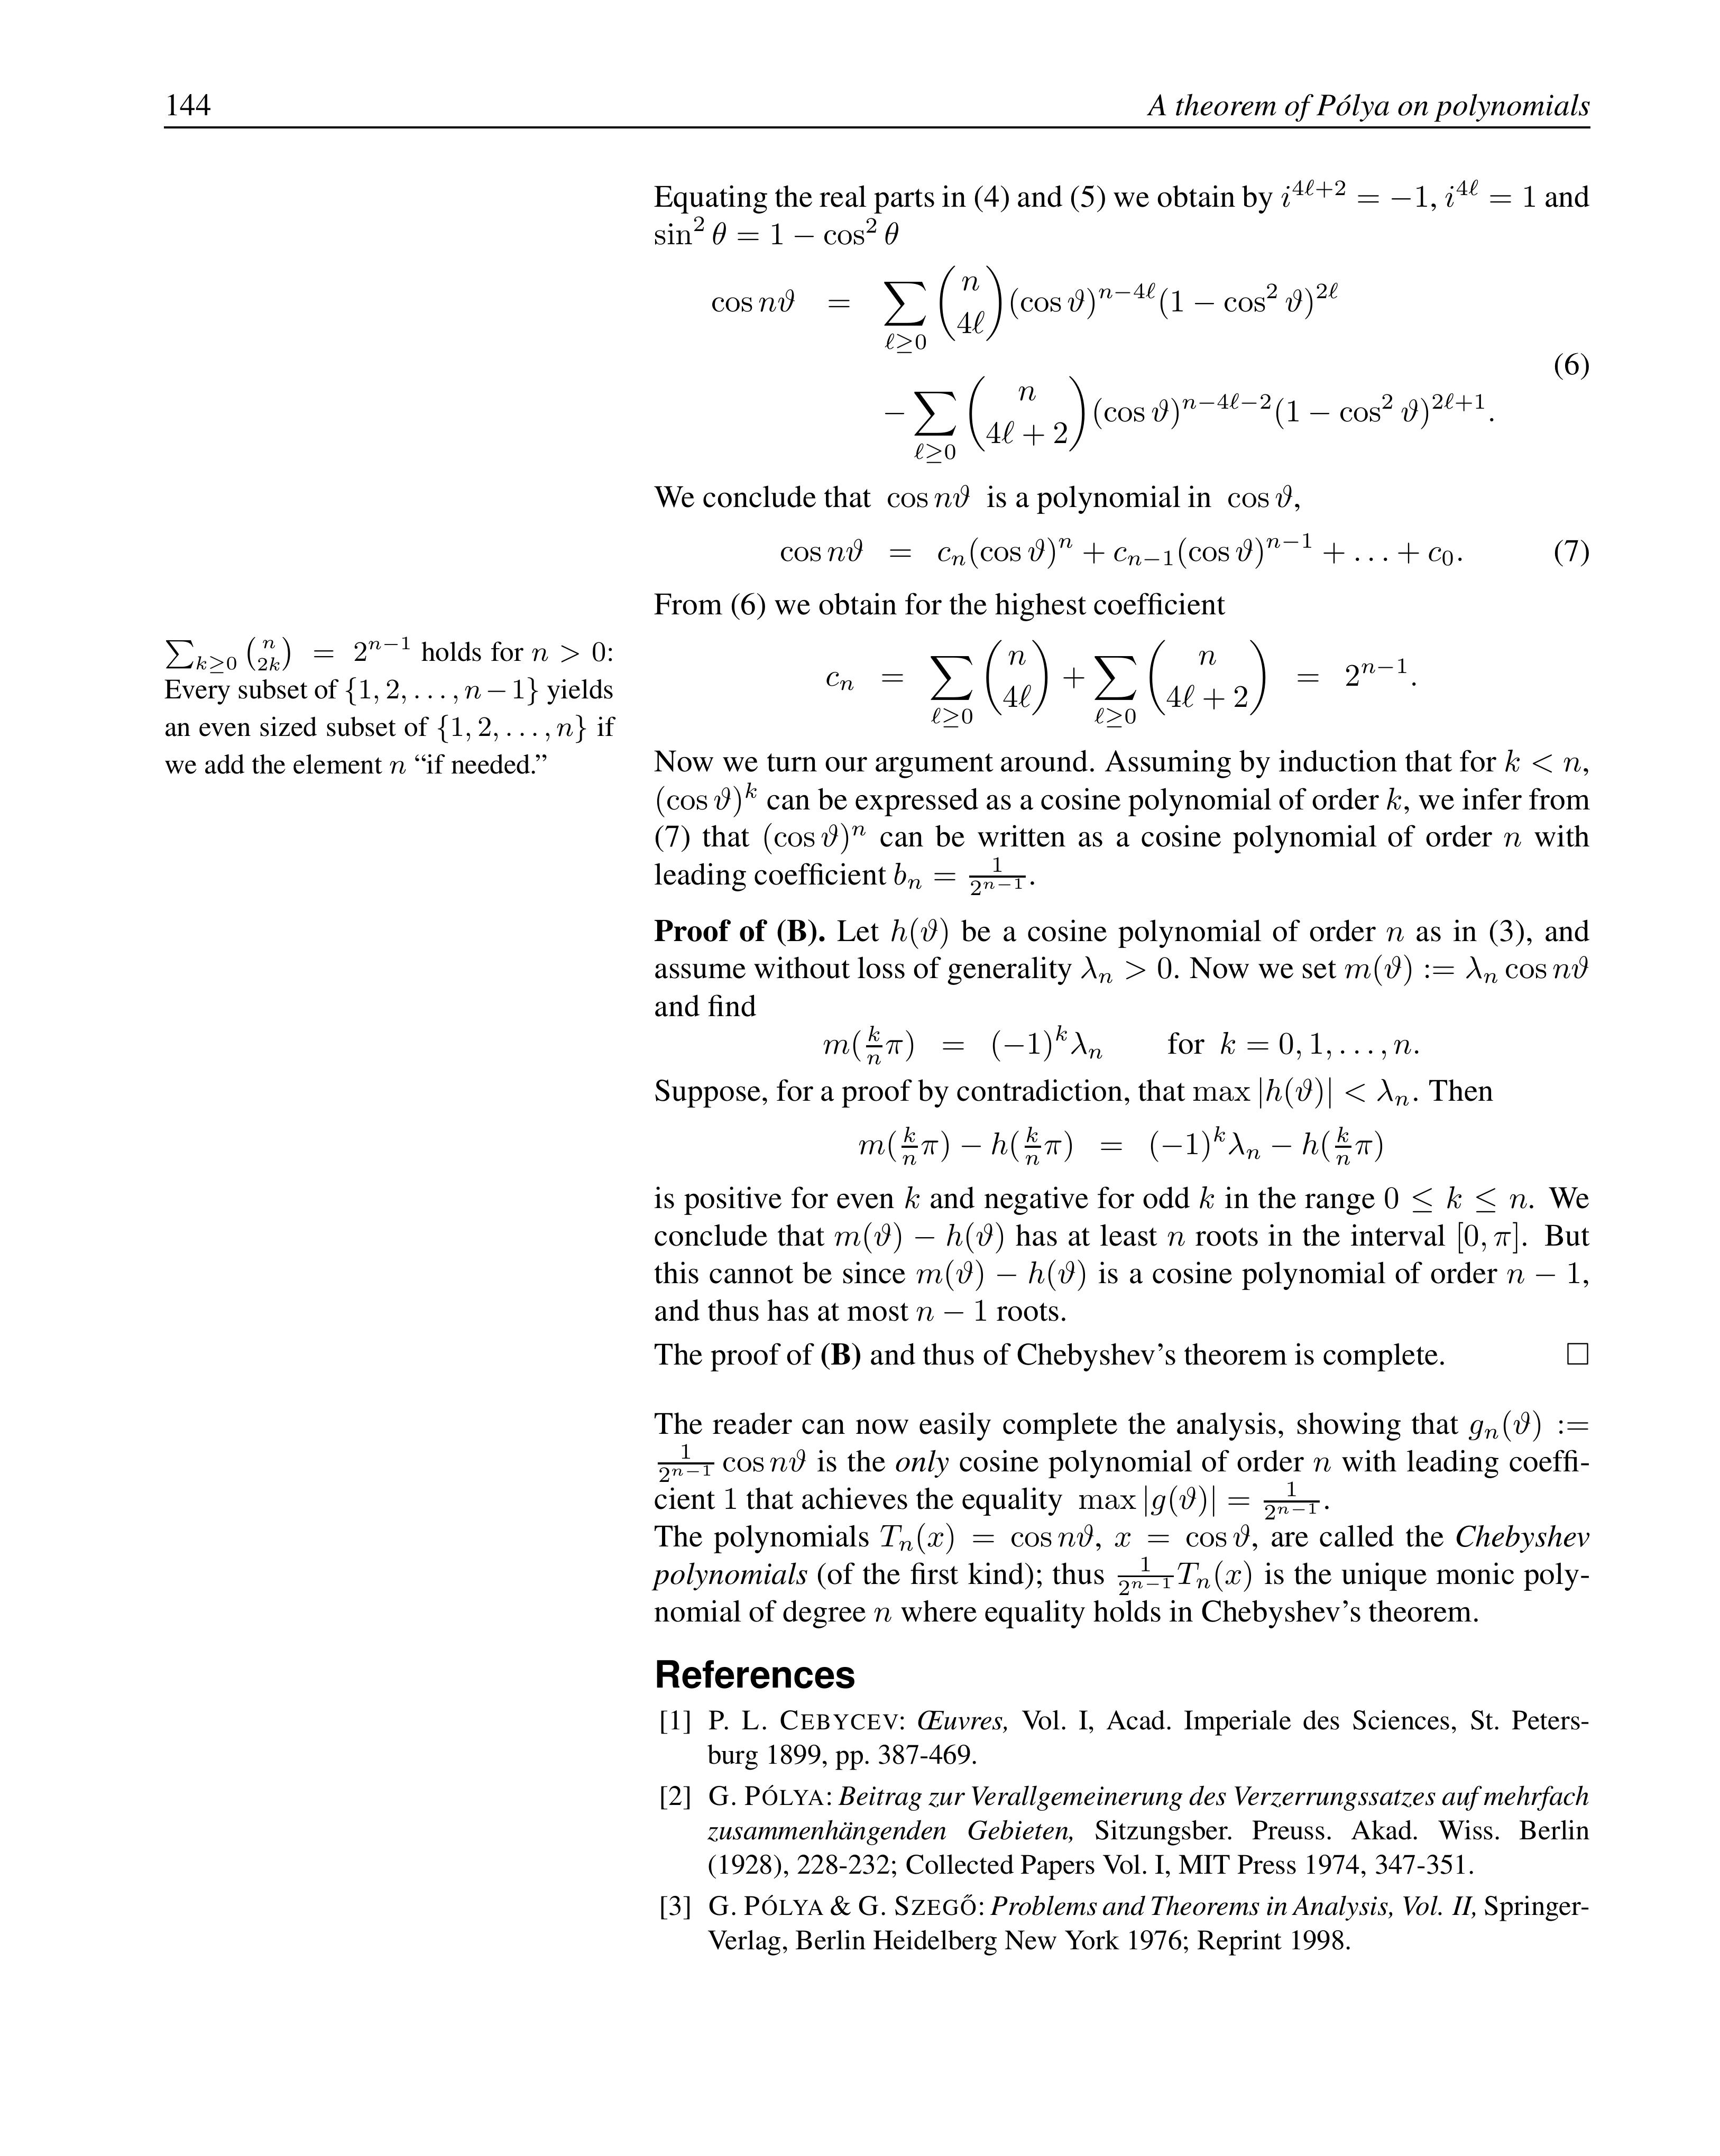 144 A theorem of Pólya on polynomials
Equating the real parts in (4) and (5) we obtain by $i^{4\ell+2} = -1, i^{4\ell} = 1$ and
$\sin^2 \theta = 1 - \cos^2 \theta$
$\cos n\vartheta = \sum_{\ell \geq 0} \binom{n}{4\ell} (\cos \vartheta)^{n-4\ell} (1 - \cos^2 \vartheta)^{2\ell}$
(6)
$- \sum_{\ell \geq 0} \binom{n}{4\ell+2} (\cos \vartheta)^{n-4\ell-2} (1 - \cos^2 \vartheta)^{2\ell+1}.$
We conclude that $\cos n\vartheta$ is a polynomial in $\cos \vartheta$,
$\cos n\vartheta = c_n (\cos \vartheta)^n + c_{n-1} (\cos \vartheta)^{n-1} + \ldots + c_0.$ (7)
From (6) we obtain for the highest coefficient
$c_n = \sum_{\ell \geq 0} \binom{n}{4\ell} + \sum_{\ell \geq 0} \binom{n}{4\ell+2} = 2^{n-1}.$
$\sum_{k \geq 0} \binom{n}{2k} = 2^{n-1}$ holds for $n > 0$:
Every subset of $\{1, 2, \ldots, n-1\}$ yields
an even sized subset of $\{1, 2, \ldots, n\}$ if
we add the element $n$ “if needed.”
Now we turn our argument around. Assuming by induction that for $k < n$,
$(\cos \vartheta)^k$ can be expressed as a cosine polynomial of order $k$, we infer from
(7) that $(\cos \vartheta)^n$ can be written as a cosine polynomial of order $n$ with
leading coefficient $b_n = \frac{1}{2^{n-1}}$.
Proof of (B). Let $h(\vartheta)$ be a cosine polynomial of order $n$ as in (3), and
assume without loss of generality $\lambda_n > 0$. Now we set $m(\vartheta) := \lambda_n \cos n\vartheta$
and find
$m(\frac{k}{n}\pi) = (-1)^k \lambda_n$ for $k = 0, 1, \ldots, n.$
Suppose, for a proof by contradiction, that $\max |h(\vartheta)| < \lambda_n$. Then
$m(\frac{k}{n}\pi) - h(\frac{k}{n}\pi) = (-1)^k \lambda_n - h(\frac{k}{n}\pi)$
is positive for even $k$ and negative for odd $k$ in the range $0 \leq k \leq n$. We
conclude that $m(\vartheta) - h(\vartheta)$ has at least $n$ roots in the interval $[0, \pi]$. But
this cannot be since $m(\vartheta) - h(\vartheta)$ is a cosine polynomial of order $n - 1$,
and thus has at most $n - 1$ roots.
The proof of (B) and thus of Chebyshev’s theorem is complete. □
The reader can now easily complete the analysis, showing that $g_n(\vartheta) :=$
$\frac{1}{2^{n-1}} \cos n\vartheta$ is the only cosine polynomial of order $n$ with leading coeffi-
cient 1 that achieves the equality $\max |g(\vartheta)| = \frac{1}{2^{n-1}}$.
The polynomials $T_n(x) = \cos n\vartheta$, $x = \cos \vartheta$, are called the Chebyshev
polynomials (of the first kind); thus $\frac{1}{2^{n-1}} T_n(x)$ is the unique monic poly-
nomial of degree $n$ where equality holds in Chebyshev’s theorem.
References
[1] P. L. CEBYCEV: Œuvres, Vol. I, Acad. Imperiale des Sciences, St. Peters-
burg 1899, pp. 387-469.
[2] G. PÓLYA: Beitrag zur Verallgemeinerung des Verzerrungssatzes auf mehrfach
zusammenhängenden Gebieten, Sitzungsber. Preuss. Akad. Wiss. Berlin
(1928), 228-232; Collected Papers Vol. I, MIT Press 1974, 347-351.
[3] G. PÓLYA & G. SZEGŐ: Problems and Theorems in Analysis, Vol. II, Springer-
Verlag, Berlin Heidelberg New York 1976; Reprint 1998.